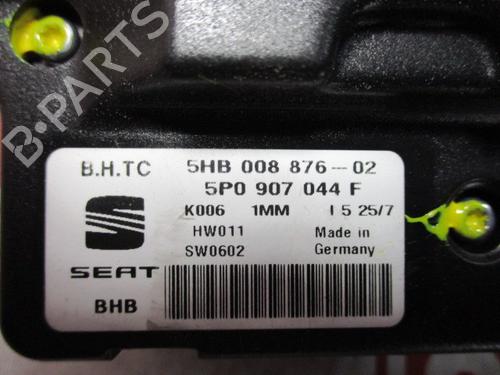 B-PARTS
B.H.TC 5HB 008 876--02
5P0 907 044 F
K006 1MM I 5 25/7
HW011 Made in
SW0602 Germany
SEAT
BHB